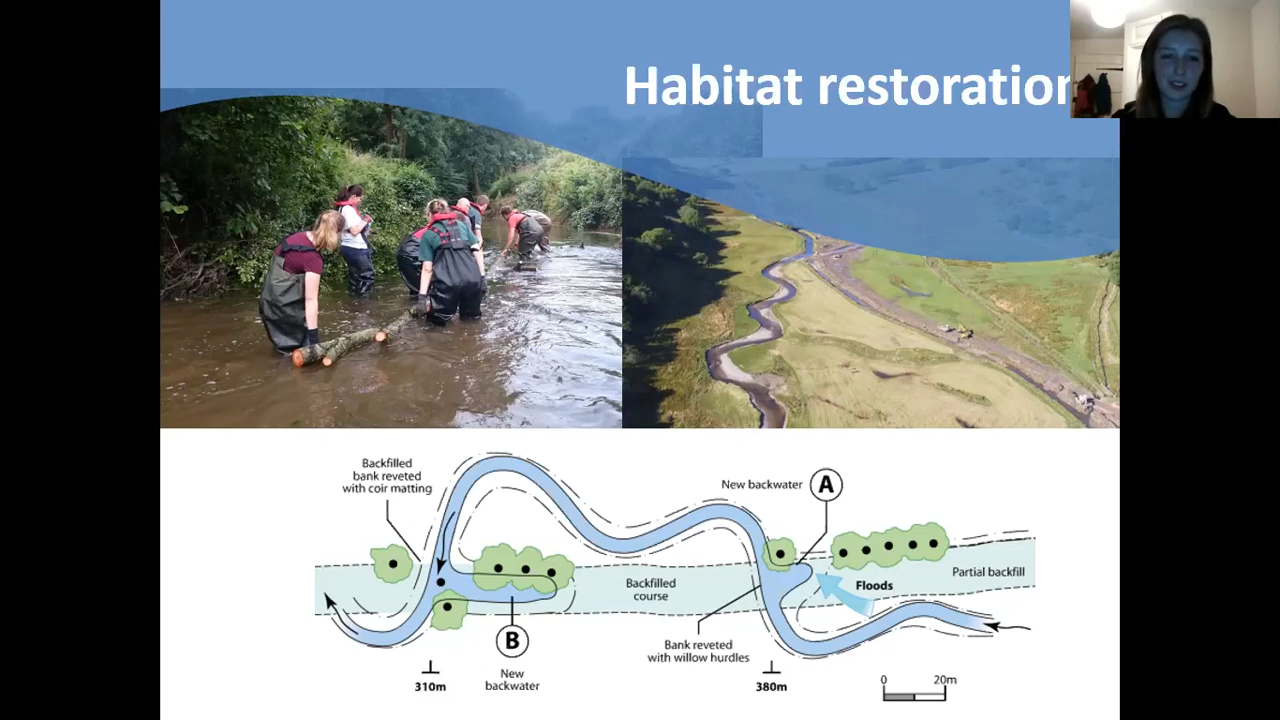 Habitat restoration
Backfilled
bank reveted
with coir matting
New backwater
A
Floods
Partial backfill
Backfilled
course
B
New
backwater
Bank reveted
with willow hurdles
310m
380m
0 20m